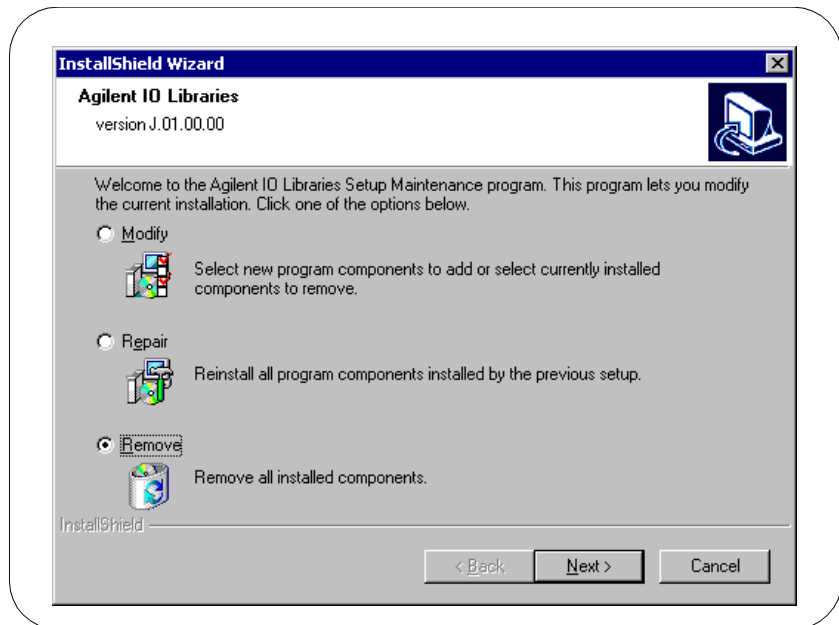 InstallShield Wizard
Agilent IO Libraries
version J.01.00.00
Welcome to the Agilent IO Libraries Setup Maintenance program. This program lets you modify
the current installation. Click one of the options below.
Modify
Select new program components to add or select currently installed
components to remove.
Repair
Reinstall all program components installed by the previous setup.
Remove
Remove all installed components.
InstallShield
< Back
Next >
Cancel